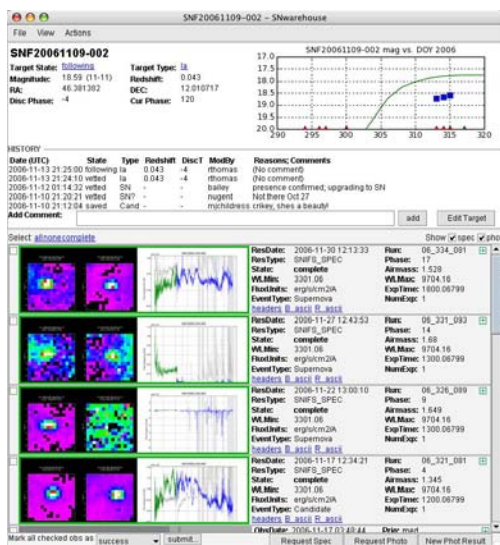 SNF20061109-002 – SNwarehouse
File View Actions
SNF20061109-002
Target State: following Target Type: Ia
Magnitude: 18.59 (11-11) Redshift: 0.043
RA: 46.381302 DEC: 12.010717
Disc Phase: -4 Cur Phase: 120
SNF20061109-002 mag vs. DOY 2006
17.0
17.5
18.0
18.5
19.0
19.5
20.0
290 295 300 305 310 315 320
HISTORY
Date (UTC) State Type Redshift DiscT ModBy Reasons; Comments
2006-11-13 21:25:00 following Ia 0.043 -4 rthomas (No comment)
2006-11-13 21:24:10 vetted Ia 0.043 -4 rthomas (No comment)
2006-11-12 01:14:32 vetted SN - - bailey presence confirmed; upgrading to SN
2006-11-10 21:20:21 vetted SN? - - nugent Not there Oct 27
2006-11-10 21:12:04 saved Cand - - mjchildress crikey, shes a beauty!
Add Comment: add Edit Target
Select all none complete Show spec pho
ResDate: 2006-11-30 12:13:33 Run: 06_334_081
ResType: SNIFS_SPEC Phase: 17
State: complete Airmass: 1.528
WLMin: 3301.06 WLMax: 9704.16
FluxUnits: erg/s/cm2/A ExpTime: 1800.06799
EventType: Supernova NumExp: 1
headers B_ascii R_ascii
ResDate: 2006-11-27 12:43:53 Run: 06_331_093
ResType: SNIFS_SPEC Phase: 14
State: complete Airmass: 1.68
WLMin: 3301.06 WLMax: 9704.16
FluxUnits: erg/s/cm2/A ExpTime: 1300.06799
EventType: Supernova NumExp: 1
headers B_ascii R_ascii
ResDate: 2006-11-22 13:00:10 Run: 06_326_089
ResType: SNIFS_SPEC Phase: 9
State: complete Airmass: 1.649
WLMin: 3301.06 WLMax: 9704.16
FluxUnits: erg/s/cm2/A ExpTime: 1300.06799
EventType: Supernova NumExp: 1
headers B_ascii R_ascii
ResDate: 2006-11-17 12:34:21 Run: 06_321_081
ResType: SNIFS_SPEC Phase: 4
State: complete Airmass: 1.345
WLMin: 3301.06 WLMax: 9704.16
FluxUnits: erg/s/cm2/A ExpTime: 1200.06799
EventType: Candidate NumExp: 1
headers B_ascii R_ascii
ObsDate: 2006-11-17 03:48:44 Prin: mad
Mark all checked obs as success submit... Request Spec Request Photo New Phot Result